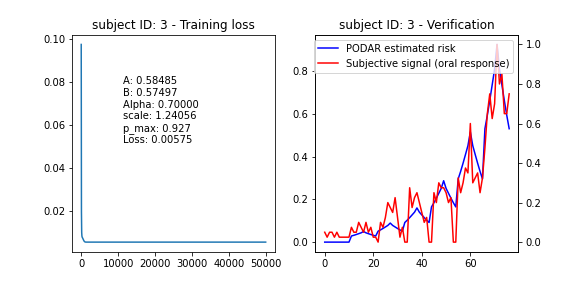 subject ID: 3 - Training loss
0.10
0.08
0.06
0.04
0.02
0
10000
20000
30000
40000
50000
A: 0.58485
B: 0.57497
Alpha: 0.70000
scale: 1.24056
p_max: 0.927
Loss: 0.00575
subject ID: 3 - Verification
PODAR estimated risk
Subjective signal (oral response)
0.8
0.6
0.4
0.2
0.0
0
20
40
60
1.0
0.8
0.6
0.4
0.2
0.0